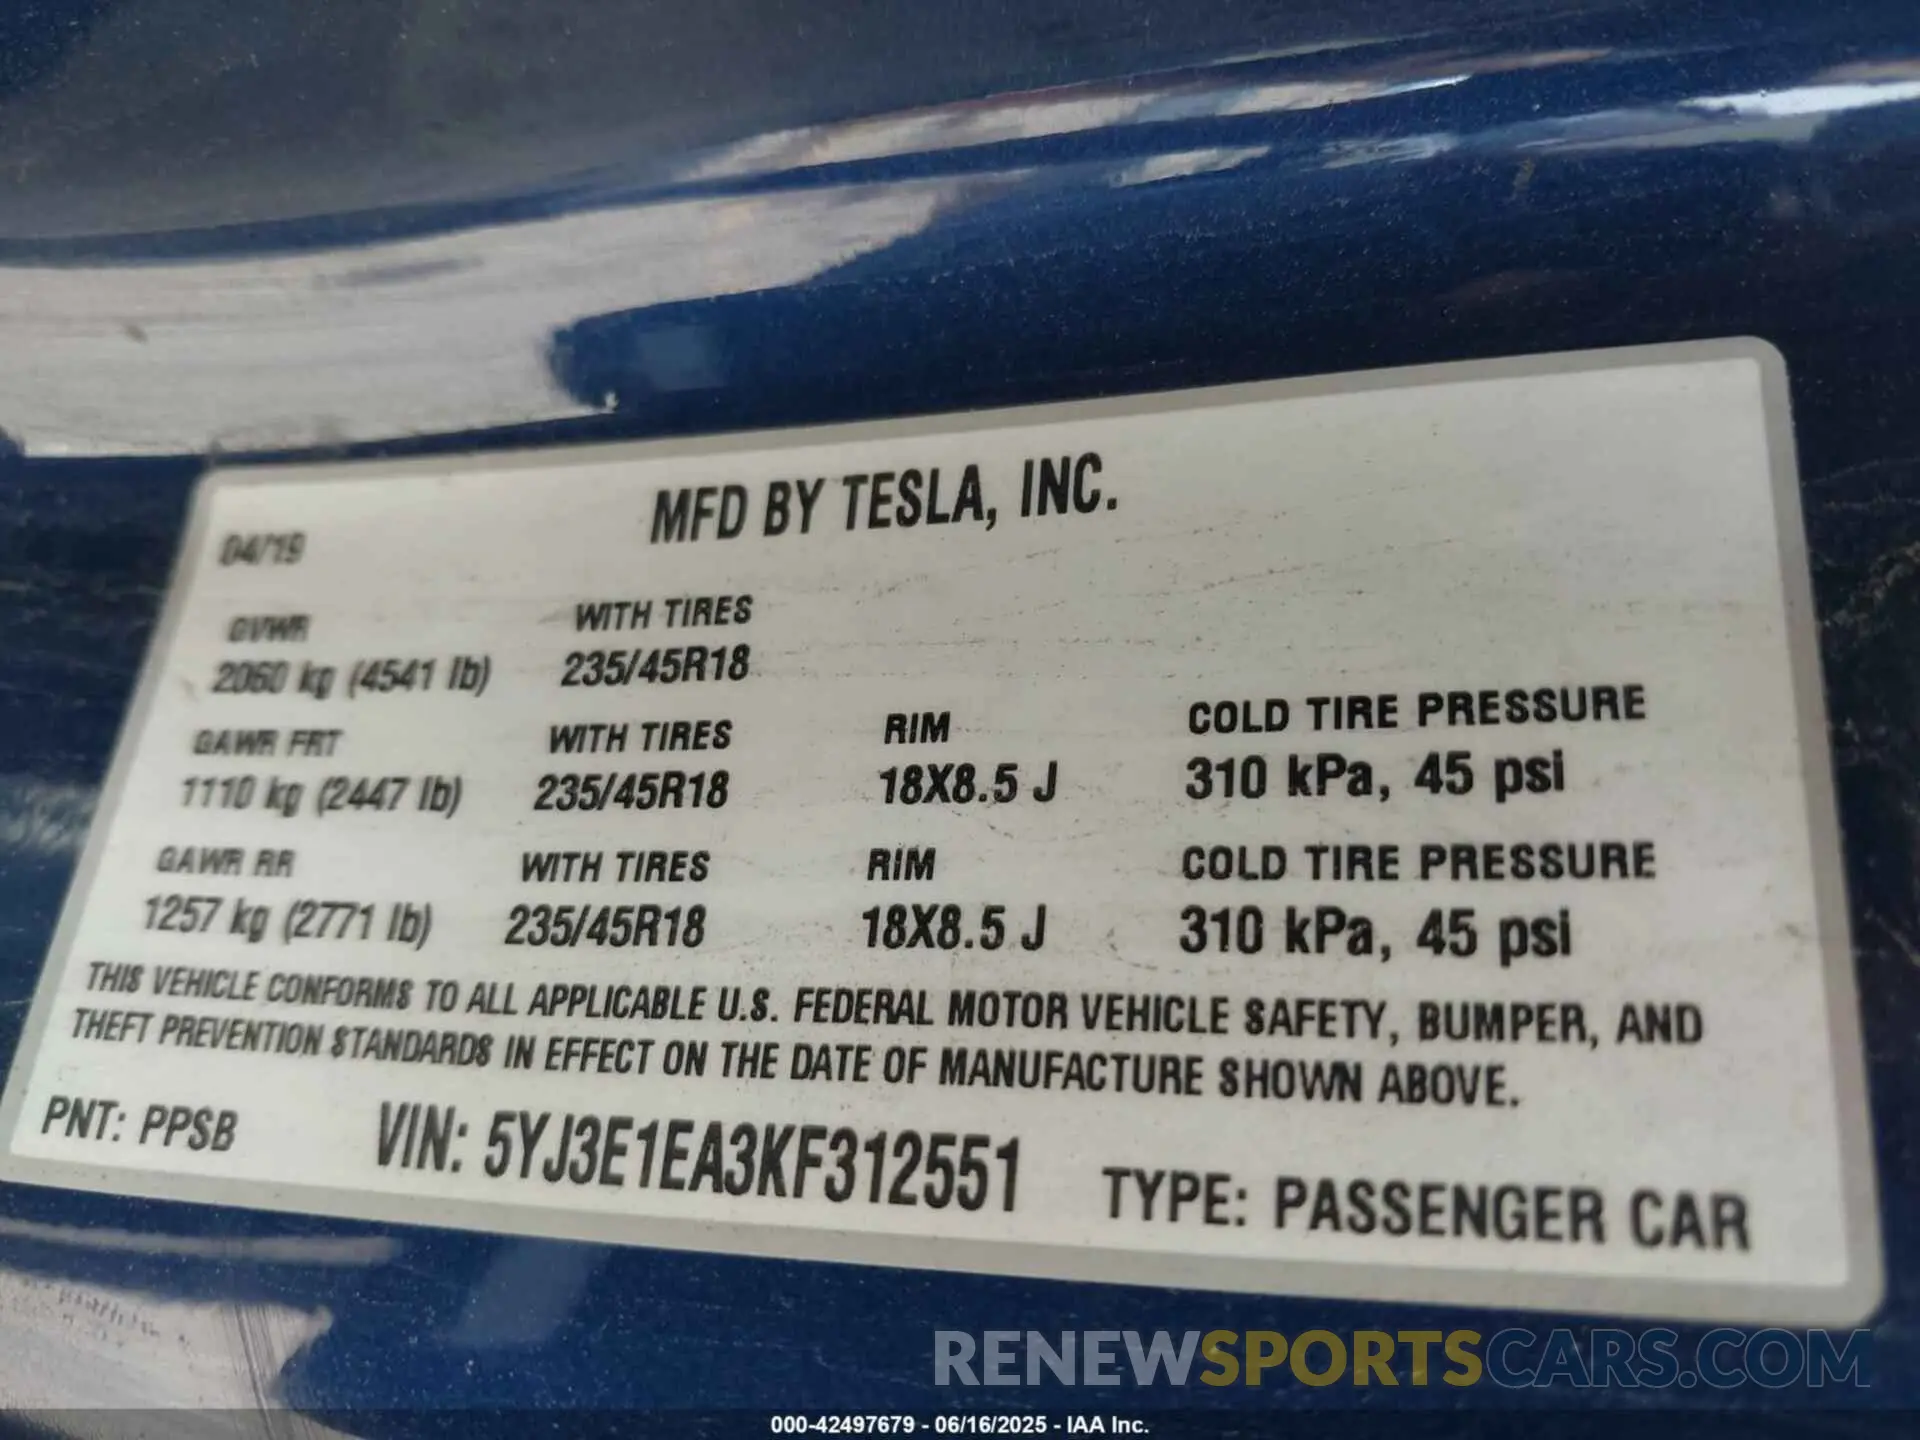 MFD BY TESLA, INC.
04/19
GVWR WITH TIRES
2060 kg (4541 lb) 235/45R18
GAWR FRT WITH TIRES RIM COLD TIRE PRESSURE
1110 kg (2447 lb) 235/45R18 18X8.5 J 310 kPa, 45 psi
GAWR RR WITH TIRES RIM COLD TIRE PRESSURE
1257 kg (2771 lb) 235/45R18 18X8.5 J 310 kPa, 45 psi
THIS VEHICLE CONFORMS TO ALL APPLICABLE U.S. FEDERAL MOTOR VEHICLE SAFETY, BUMPER, AND
THEFT PREVENTION STANDARDS IN EFFECT ON THE DATE OF MANUFACTURE SHOWN ABOVE.
PNT: PPSB VIN: 5YJ3E1EA3KF312551 TYPE: PASSENGER CAR
RENEWSPORTSCARS.COM
000-42497679 - 06/16/2025 - IAA Inc.